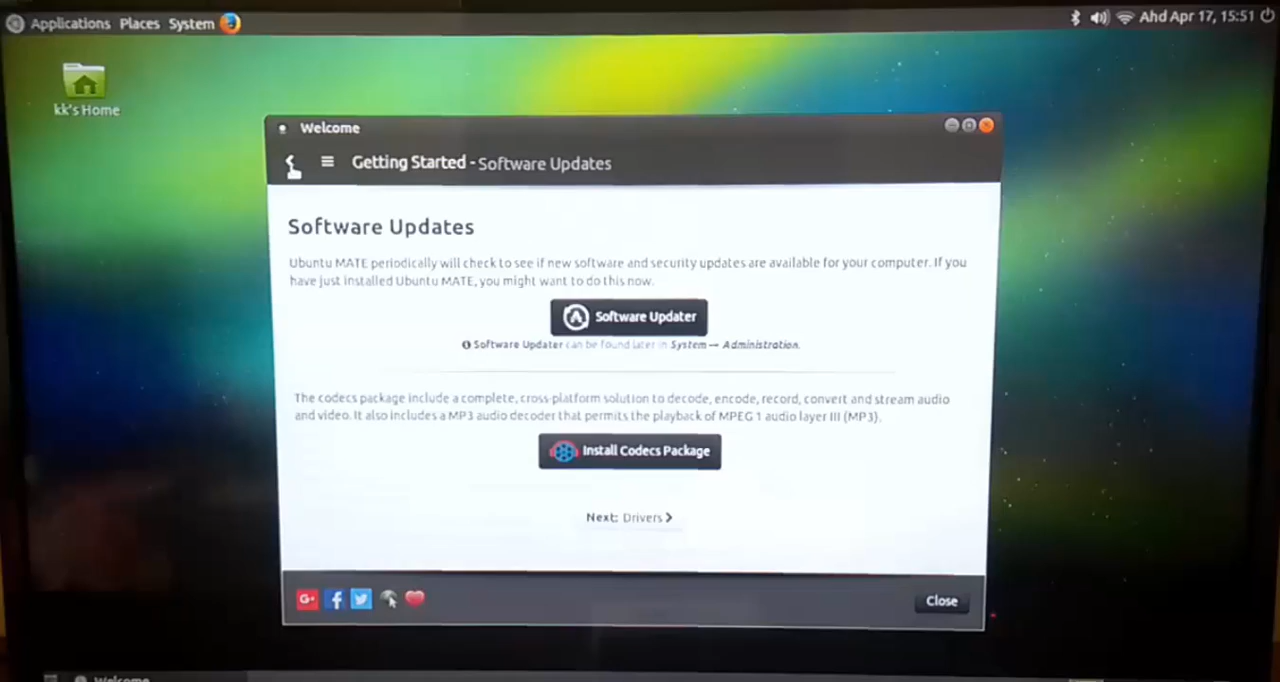 Applications Places System
Ahd Apr 17, 15:51
kk's Home
Welcome
Getting Started - Software Updates
Software Updates
Ubuntu MATE periodically will check to see if new software and security updates are available for your computer. If you
have just installed Ubuntu MATE, you might want to do this now.
Software Updater
Software Updater can be found later in System→ Administration.
The codecs package include a complete, cross-platform solution to decode, encode, record, convert and stream audio
and video. It also includes a MP3 audio decoder that permits the playback of MPEG 1 audio layer III (MP3).
Install Codecs Package
Next: Drivers
G+ f
Close
Welcome